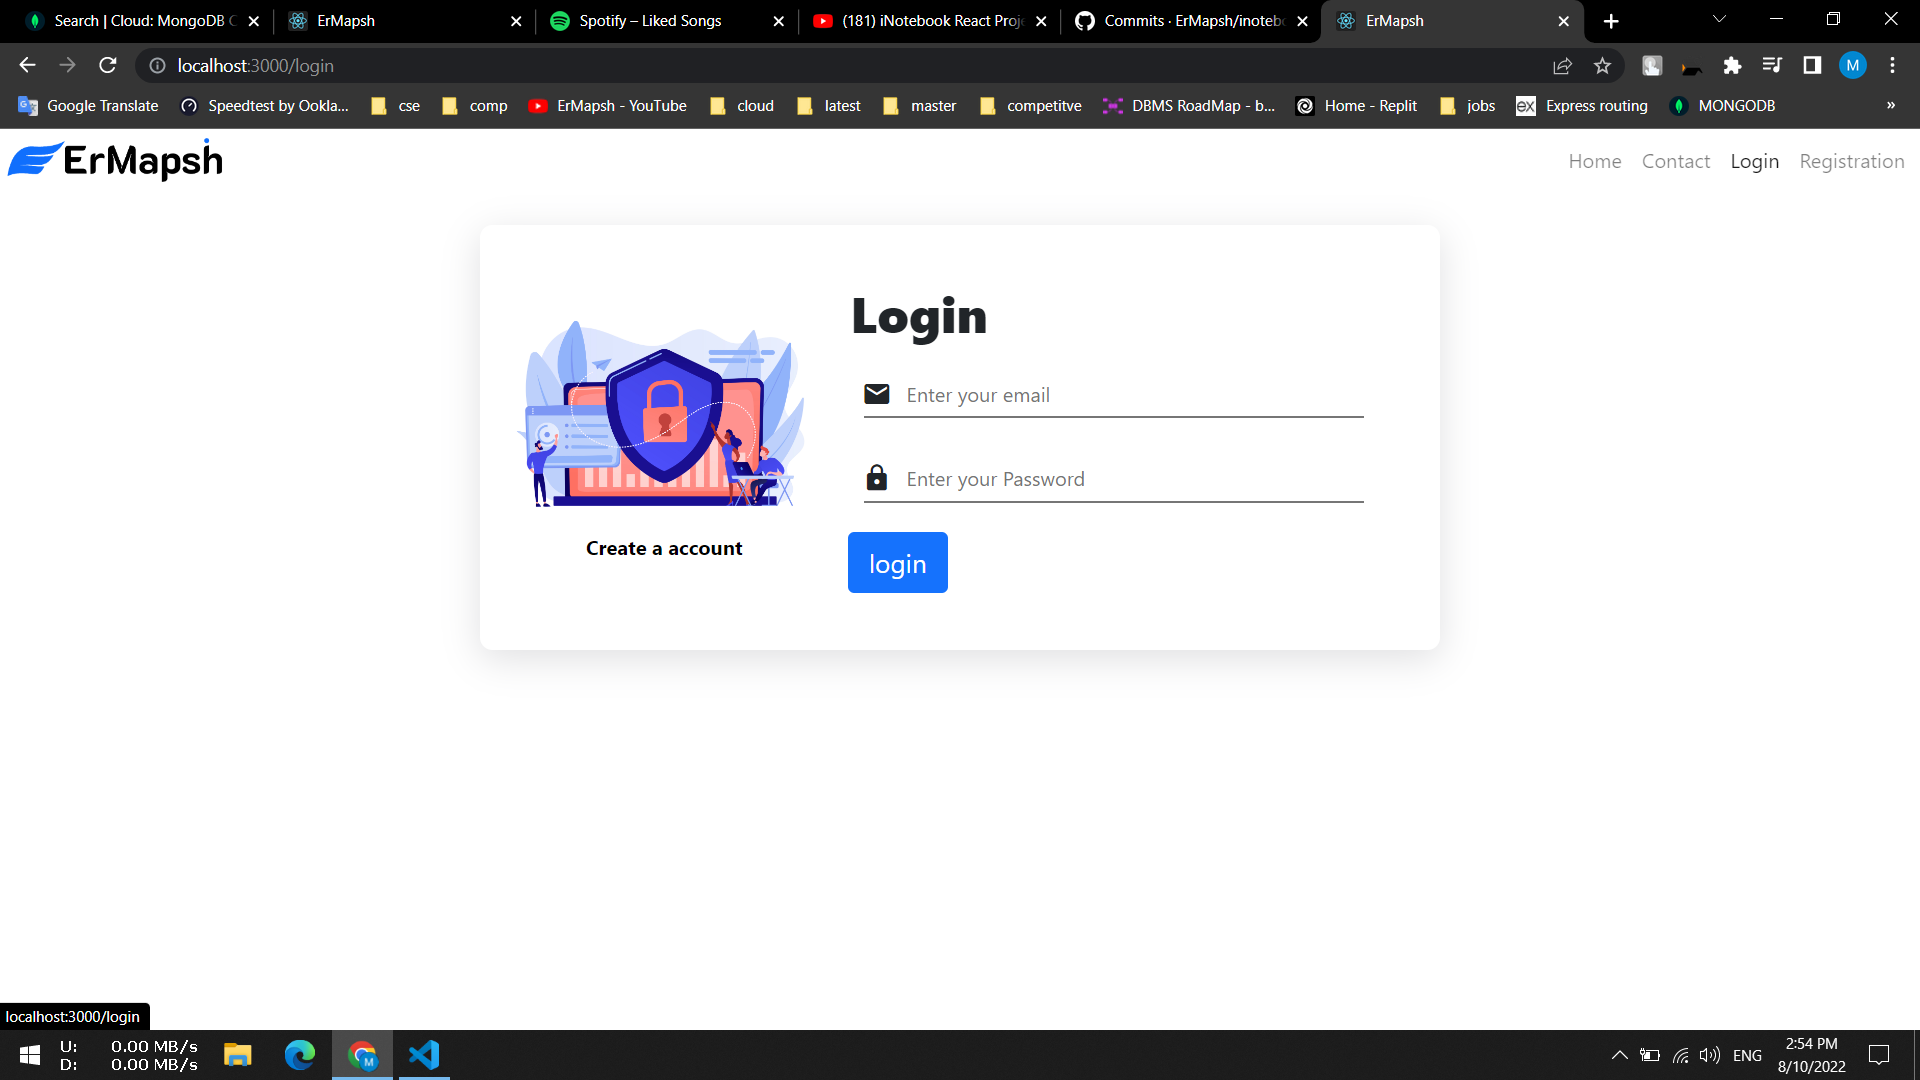 Search | Cloud: MongoDB C
ErMapsh
Spotify – Liked Songs
(181) iNotebook React Proje
Commits · ErMapsh/inotebo
ErMapsh
localhost:3000/login
M
Google Translate
Speedtest by Ookla...
cse
comp
ErMapsh - YouTube
cloud
latest
master
competitve
DBMS RoadMap - b...
Home - Replit
jobs
ex
Express routing
MONGODB
»
ErMapsh
Home
Contact
Login
Registration
Login
Enter your email
Enter your Password
Create a account
login
localhost:3000/login
U: 0.00 MB/s
D: 0.00 MB/s
M
ENG
2:54 PM
8/10/2022